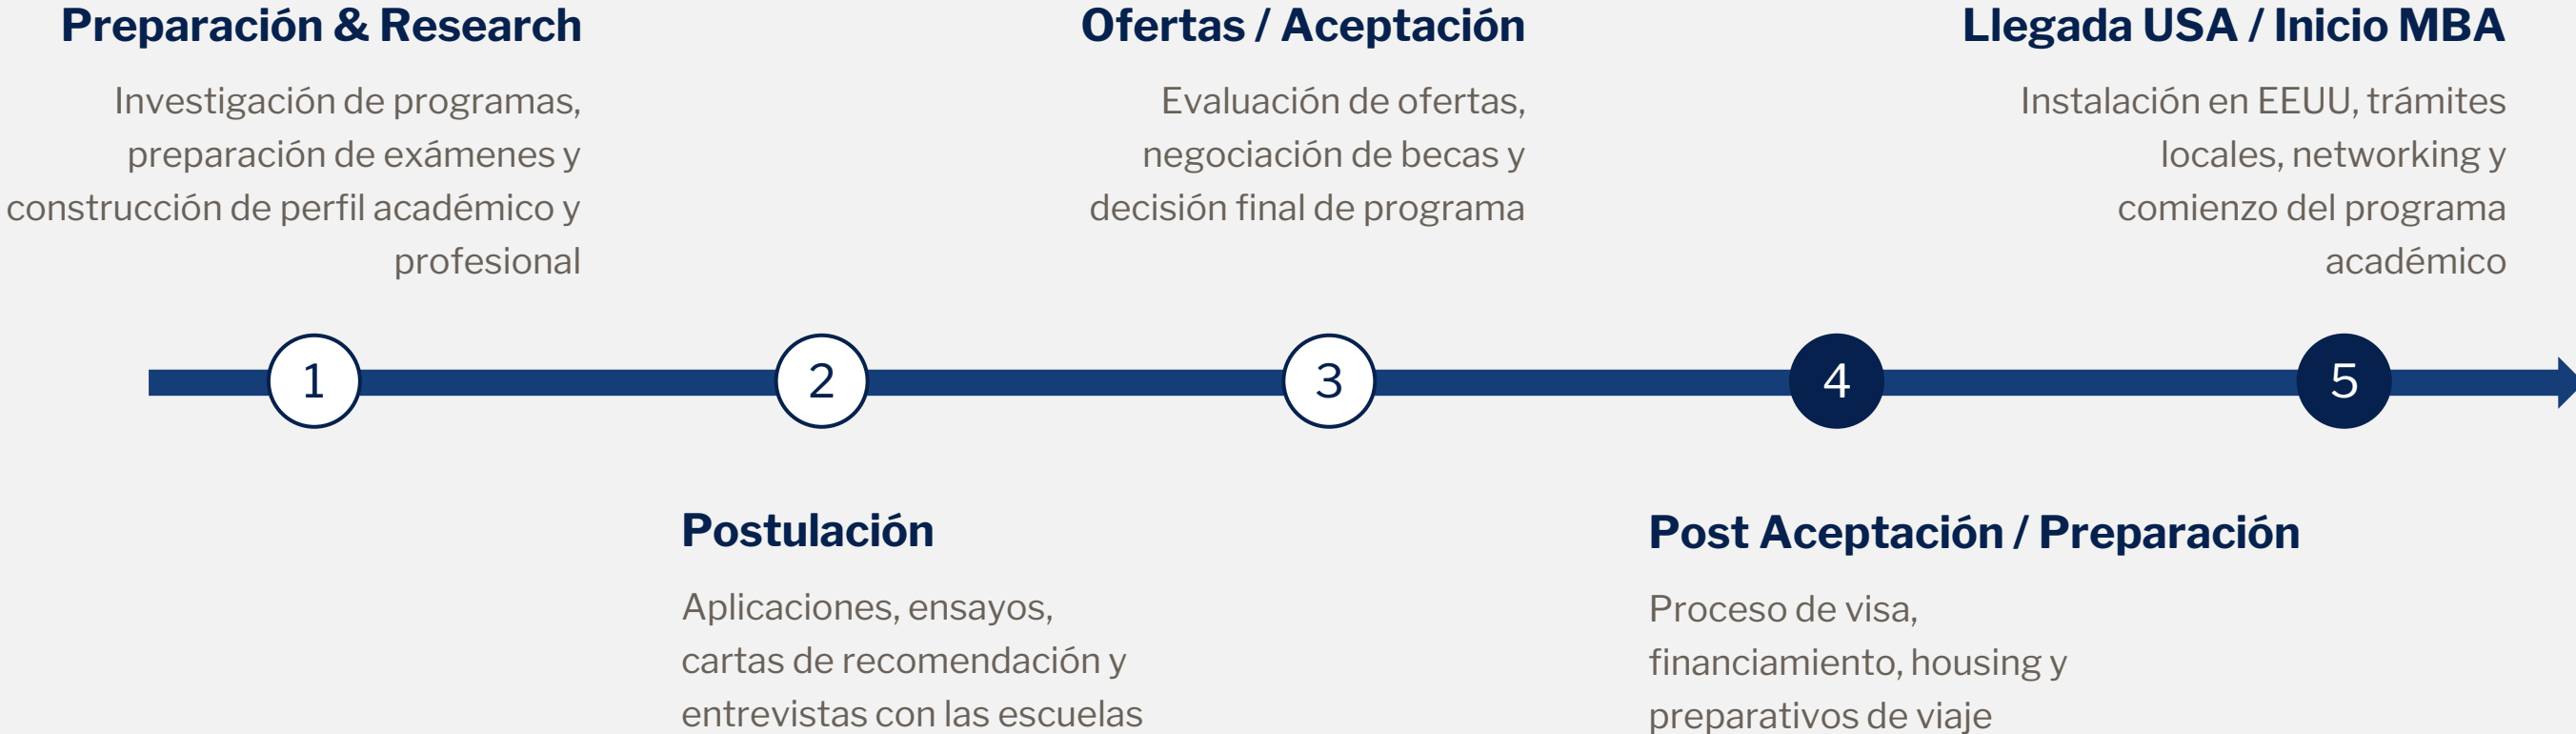 Preparación & Research
Investigación de programas,
preparación de exámenes y
construcción de perfil académico y
profesional
Ofertas / Aceptación
Evaluación de ofertas,
negociación de becas y
decisión final de programa
Llegada USA / Inicio MBA
Instalación en EEUU, trámites
locales, networking y
comienzo del programa
académico
1
2
3
4
5
Postulación
Aplicaciones, ensayos,
cartas de recomendación y
entrevistas con las escuelas
Post Aceptación / Preparación
Proceso de visa,
financiamiento, housing y
preparativos de viaje